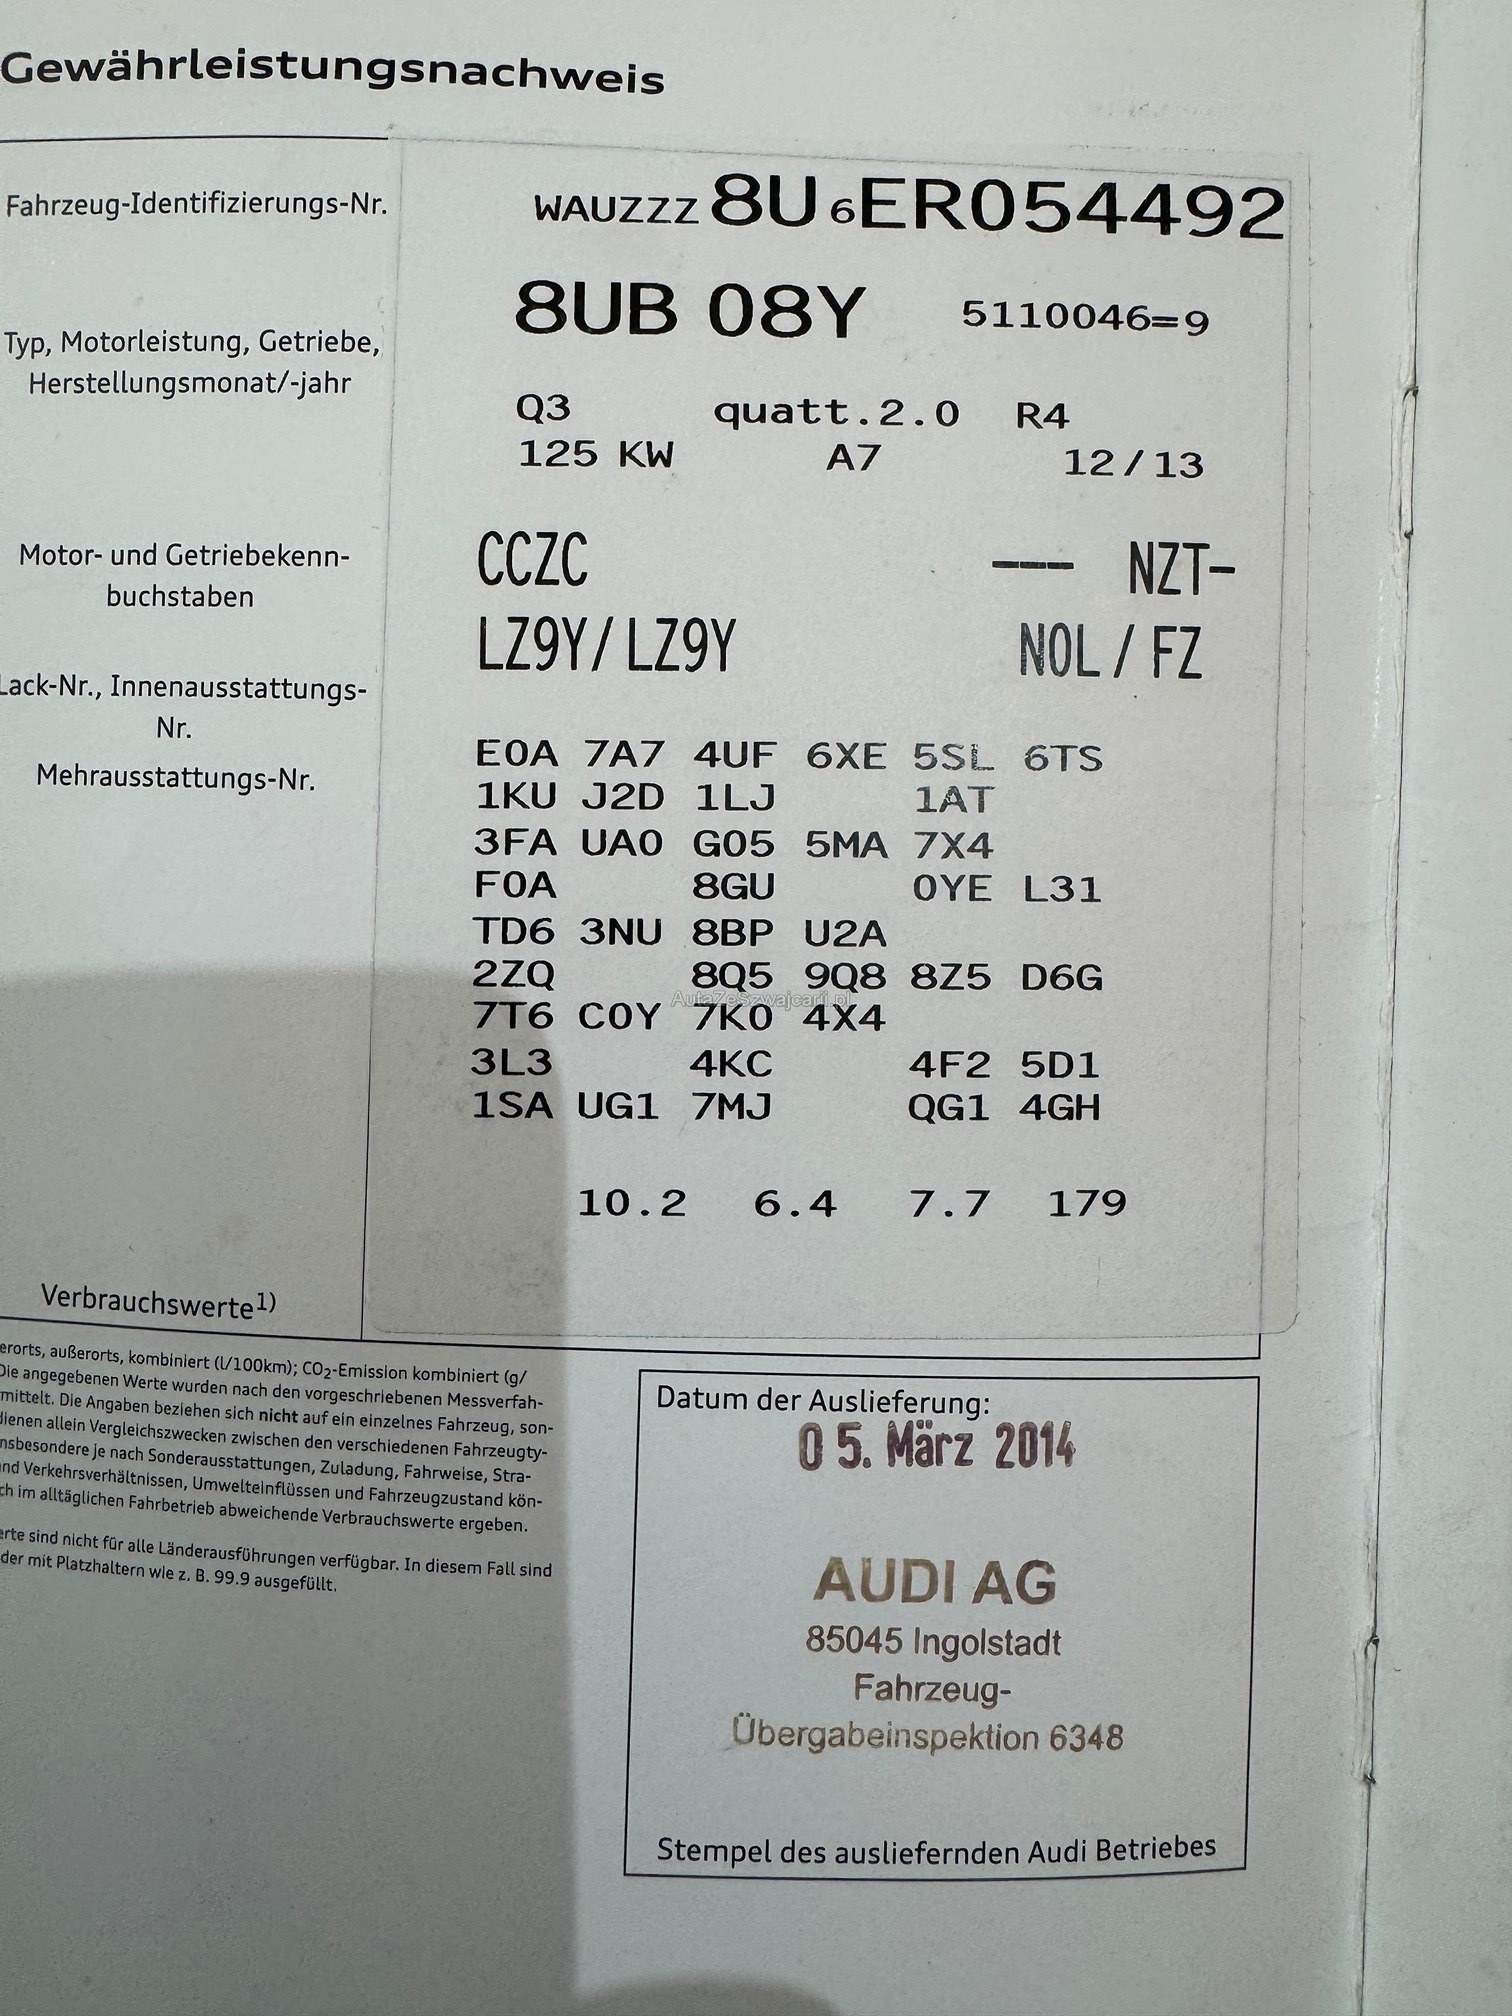 Gewährleistungsnachweis
Fahrzeug-Identifizierungs-Nr.
WAUZZZ 8U 6 ER054492
8UB 08Y 5110046=9
Typ, Motorleistung, Getriebe,
Herstellungsmonat/-jahr
Q3 quatt.2.0 R4
125 KW A7 12/13
Motor- und Getriebekenn-
buchstaben
CCZC --- NZT-
LZ9Y/LZ9Y N0L/FZ
Lack-Nr., Innenausstattungs-
Nr.
Mehrausstattungs-Nr.
E0A 7A7 4UF 6XE 5SL 6TS
1KU J2D 1LJ 1AT
3FA UA0 G05 5MA 7X4
F0A 8GU 0YE L31
TD6 3NU 8BP U2A
2ZQ 8Q5 9Q8 8Z5 D6G
AutaZeSzwajcarii.pl
7T6 C0Y 7K0 4X4
3L3 4KC 4F2 5D1
1SA UG1 7MJ QG1 4GH
10.2 6.4 7.7 179
Verbrauchswerte1)
erorts, außerorts, kombiniert (l/100km); CO2-Emission kombiniert (g/
Die angegebenen Werte wurden nach den vorgeschriebenen Messverfah-
mittelt. Die Angaben beziehen sich nicht auf ein einzelnes Fahrzeug, son-
dienen allein Vergleichszwecken zwischen den verschiedenen Fahrzeugty-
nsbesondere je nach Sonderausstattungen, Zuladung, Fahrweise, Stra-
nd Verkehrsverhältnissen, Umwelteinflüssen und Fahrzeugzustand kön-
ch im alltäglichen Fahrbetrieb abweichende Verbrauchswerte ergeben.
erte sind nicht für alle Länderausführungen verfügbar. In diesem Fall sind
der mit Platzhaltern wie z. B. 99.9 ausgefüllt.
Datum der Auslieferung:
05. März 2014
AUDI AG
85045 Ingolstadt
Fahrzeug-
Übergabeinspektion 6348
Stempel des ausliefernden Audi Betriebes